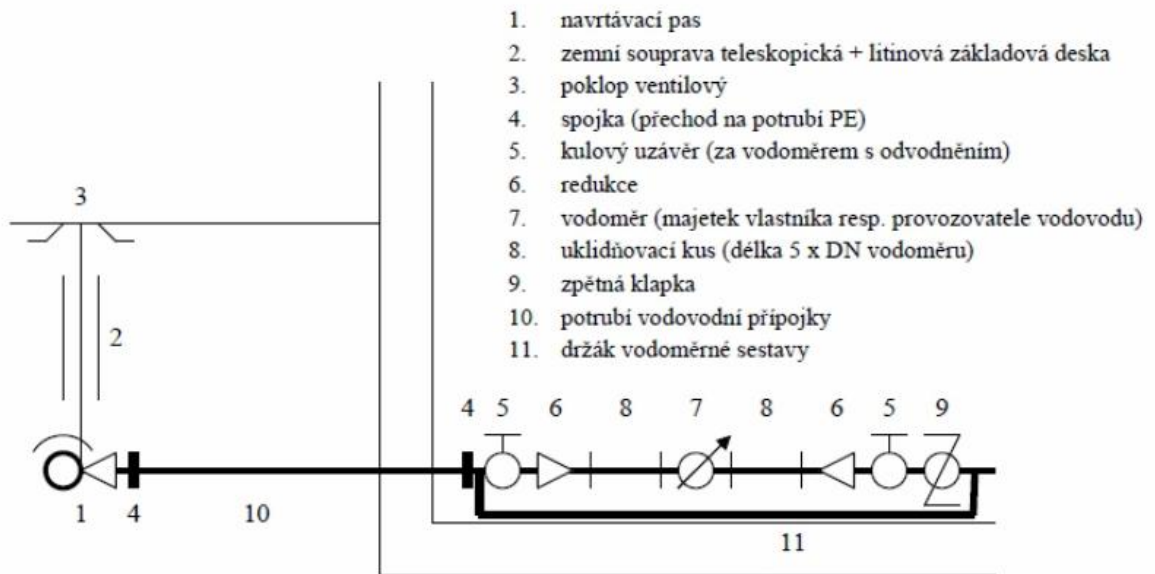 1. navrtávací pas
2. zemní souprava teleskopická + litinová základová deska
3. poklop ventilový
4. spojka (přechod na potrubí PE)
5. kulový uzávěr (za vodoměrem s odvodněním)
6. redukce
7. vodoměr (majetek vlastníka resp. provozovatele vodovodu)
8. uklidňovací kus (délka 5 x DN vodoměru)
9. zpětná klapka
10. potrubí vodovodní přípojky
11. držák vodoměrné sestavy
3
2
4 5 6 8 7 8 6 5 9
1 4 10
11